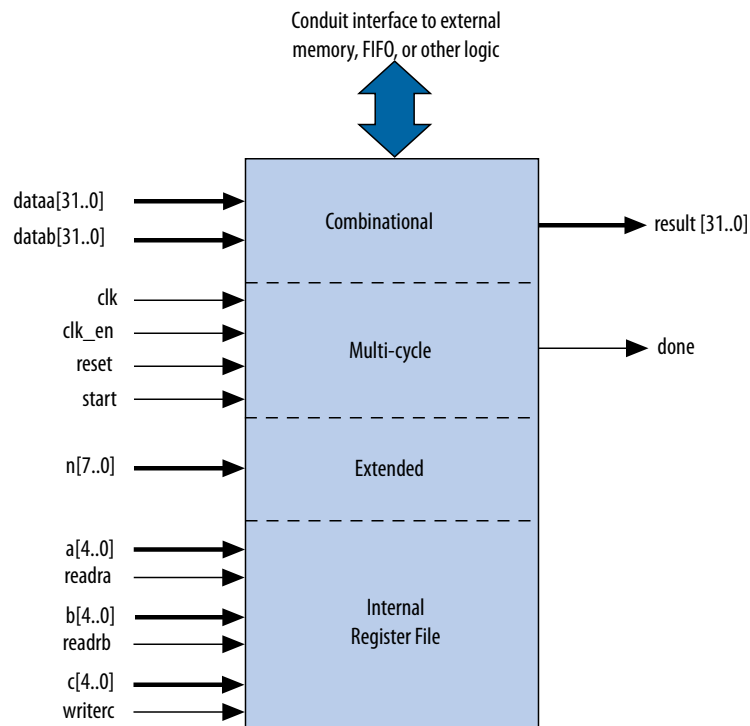 Conduit interface to external
memory, FIFO, or other logic
dataa[31..0]
datab[31..0]
Combinational
result [31..0]
clk
clk_en
reset
start
Multi-cycle
done
n[7..0]
Extended
a[4..0]
readra
b[4..0]
readrb
c[4..0]
writerc
Internal
Register File